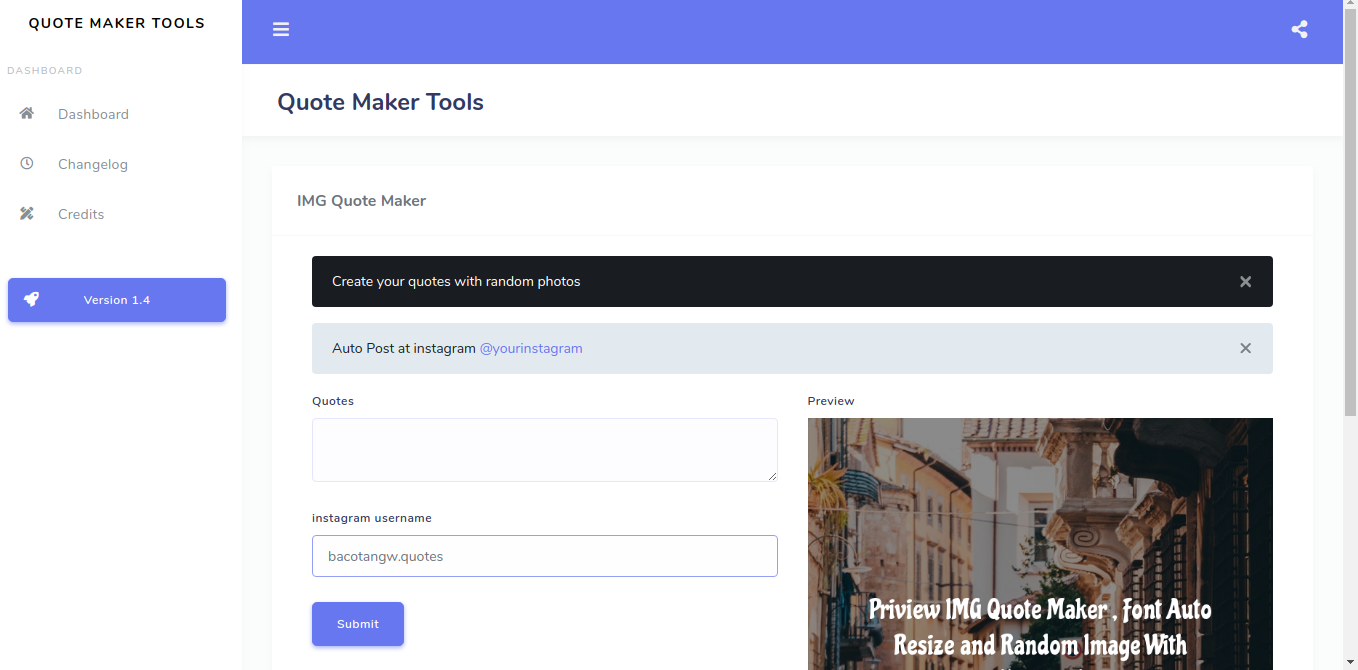 QUOTE MAKER TOOLS
DASHBOARD
Dashboard
Changelog
Credits
Version 1.4
Quote Maker Tools
IMG Quote Maker
Create your quotes with random photos
Auto Post at instagram @yourinstagram
Quotes
instagram username
bacotangw.quotes
Submit
Preview
Priview IMG Quote Maker , Font Auto
Resize and Random Image With